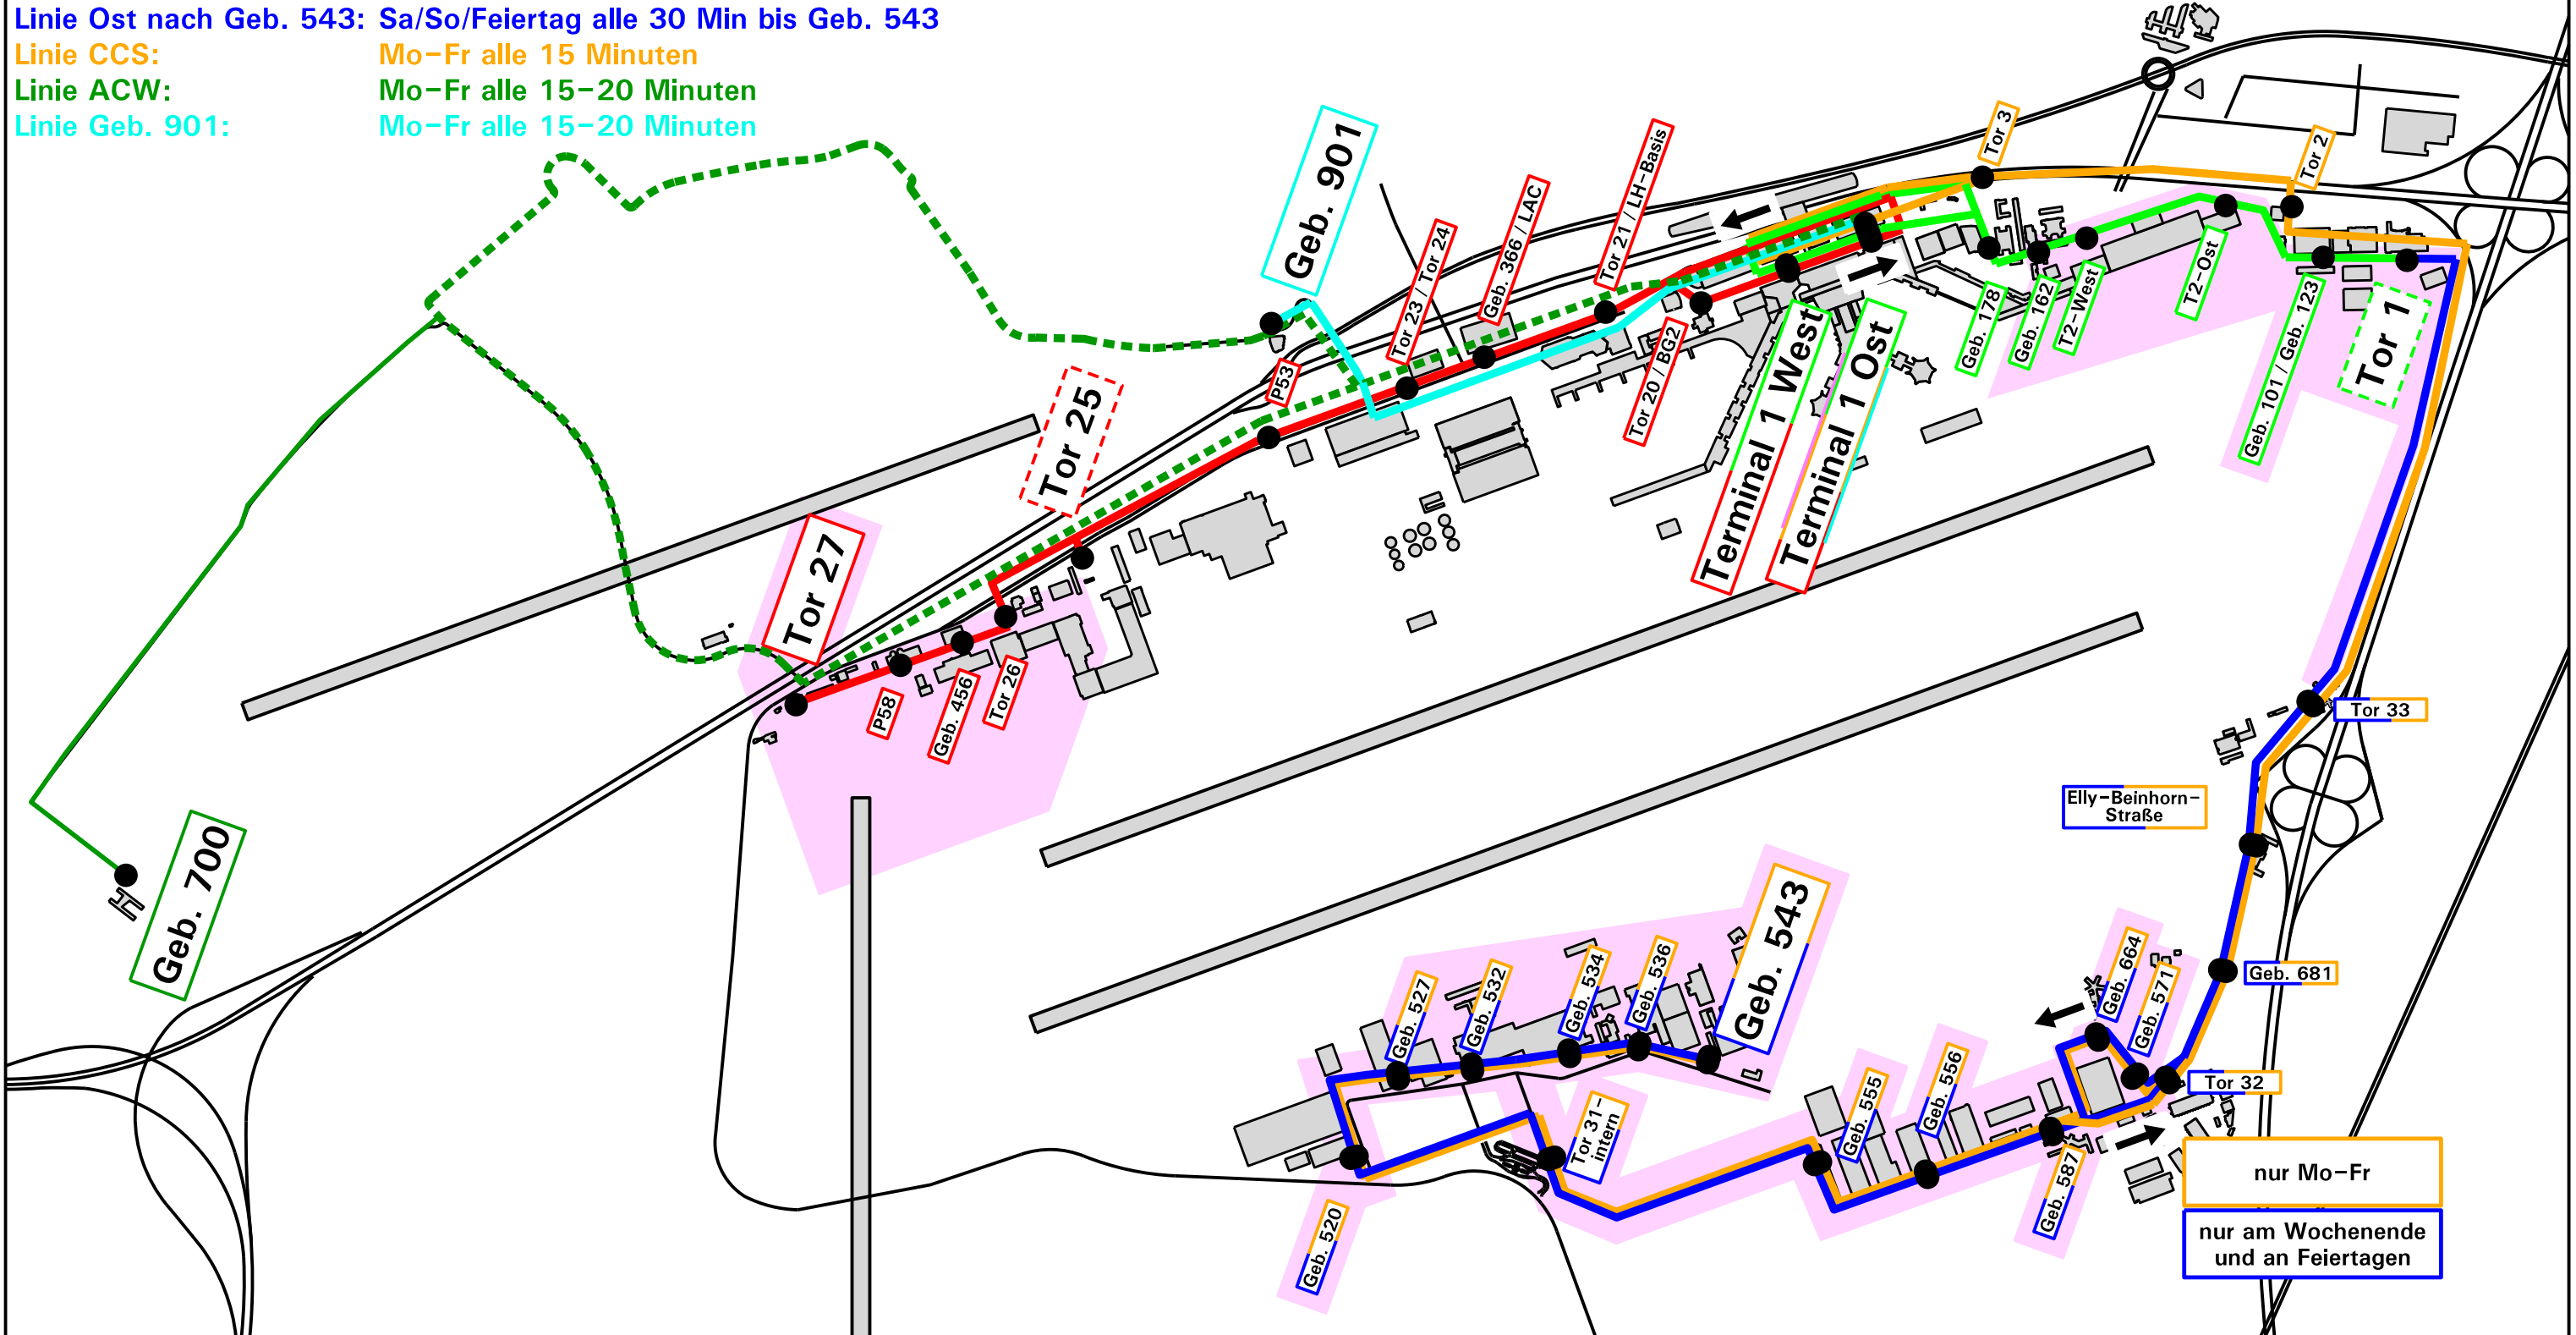 Linie Ost nach Geb. 543: Sa/So/Feiertag alle 30 Min bis Geb. 543
Linie CCS: Mo-Fr alle 15 Minuten
Linie ACW: Mo-Fr alle 15-20 Minuten
Linie Geb. 901: Mo-Fr alle 15-20 Minuten
Geb. 901
Tor 23 / Tor 24
Geb. 366 / LAC
Tor 21 / LH-Basis
Tor 3
Tor 2
P53
Tor 25
Tor 20 / BG2
Terminal 1 West
Terminal 1 Ost
Geb. 178
Geb. 162
T2-West
T2-Ost
Geb. 101 / Geb. 123
Tor 1
Tor 27
P58
Geb. 456
Tor 26
Geb. 700
Tor 33
Elly-Beinhorn-
Straße
Geb. 681
Geb. 664
Geb. 571
Tor 32
Geb. 543
Geb. 527
Geb. 532
Geb. 534
Geb. 536
Geb. 520
Tor 31-
intern
Geb. 555
Geb. 556
Geb. 587
nur Mo-Fr
nur am Wochenende
und an Feiertagen